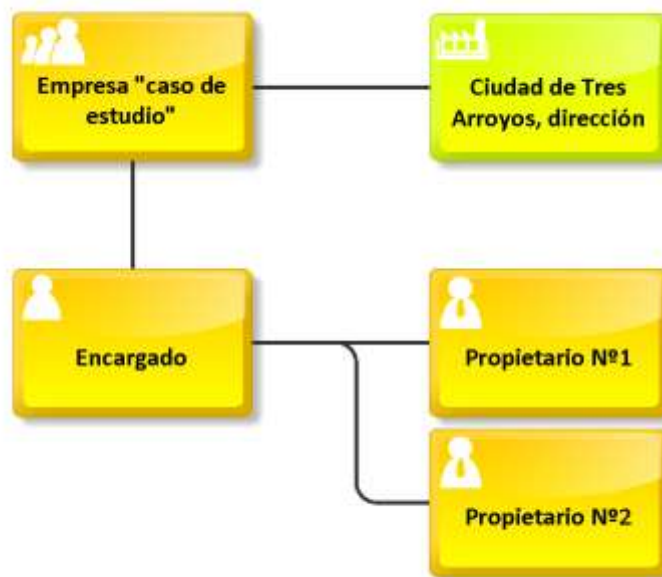 Empresa "caso de
estudio"
Ciudad de Tres
Arroyos, dirección
Encargado
Propietario Nº1
Propietario Nº2